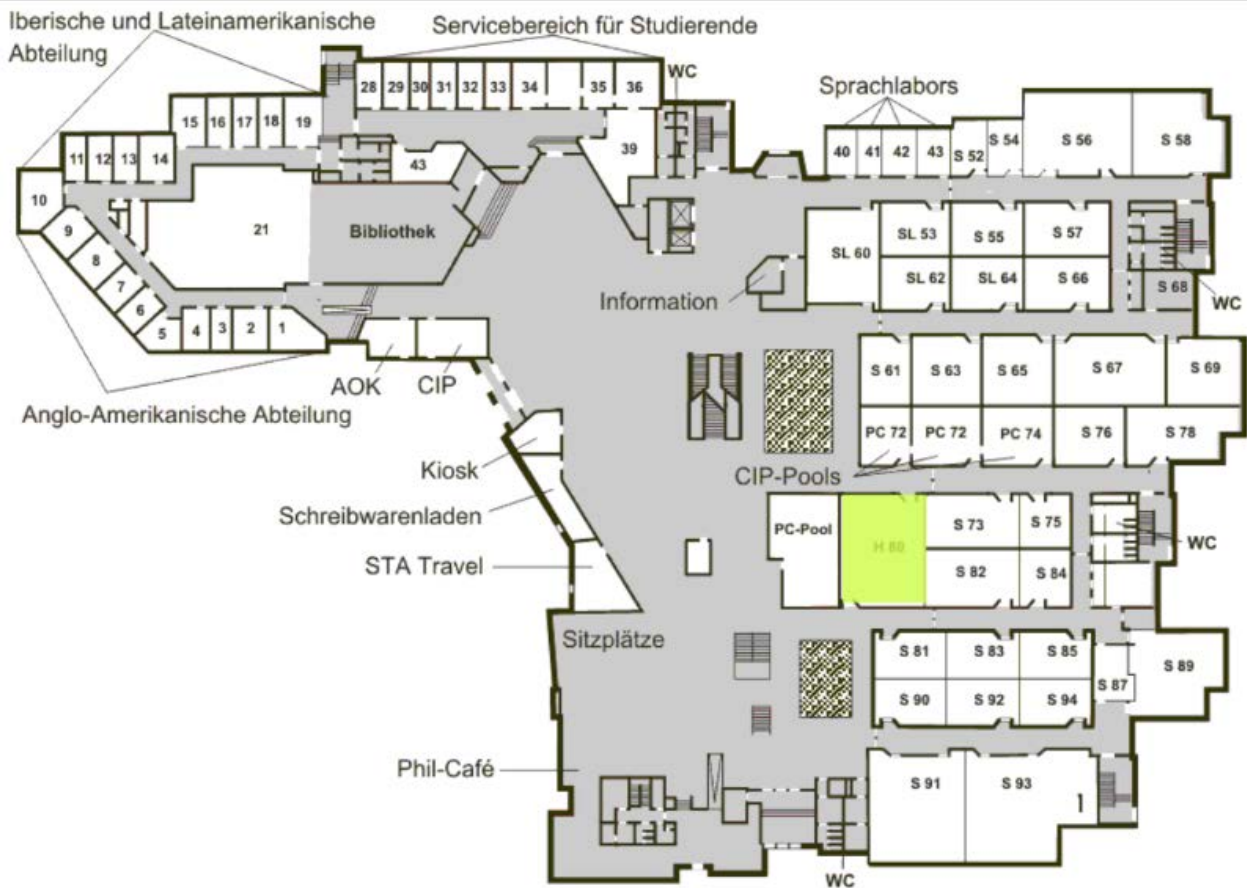 Iberische und Lateinamerikanische
Abteilung
Servicebereich für Studierende
WC
Sprachlabors
28 29 30 31 32 33 34 35 36
15 16 17 18 19
11 12 13 14
43
39
40 41 42 43
S 52
S 54
S 56
S 58
10
9
8
7
6
5
4
3
2
1
21
Bibliothek
SL 60
SL 53
S 55
S 57
SL 62
SL 64
S 66
S 68
WC
Information
AOK
CIP
Anglo-Amerikanische Abteilung
S 61
S 63
S 65
S 67
S 69
PC 72
PC 72
PC 74
S 76
S 78
CIP-Pools
Kiosk
Schreibwarenladen
STA Travel
PC-Pool
H 80
S 73
S 75
S 82
S 84
WC
Sitzplätze
S 81
S 83
S 85
S 87
S 89
S 90
S 92
S 94
Phil-Café
S 91
S 93
WC